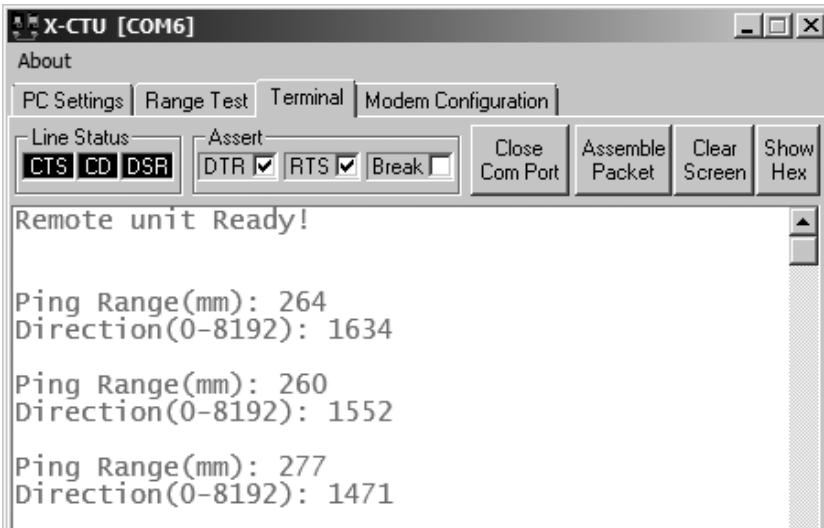 X-CTU [COM6]
About
PC Settings Range Test Terminal Modem Configuration
Line Status Assert
CTS CD DSR DTR RTS Break Close Com Port Assemble Packet Clear Screen Show Hex
Remote unit Ready!
Ping Range(mm): 264
Direction(0-8192): 1634
Ping Range(mm): 260
Direction(0-8192): 1552
Ping Range(mm): 277
Direction(0-8192): 1471